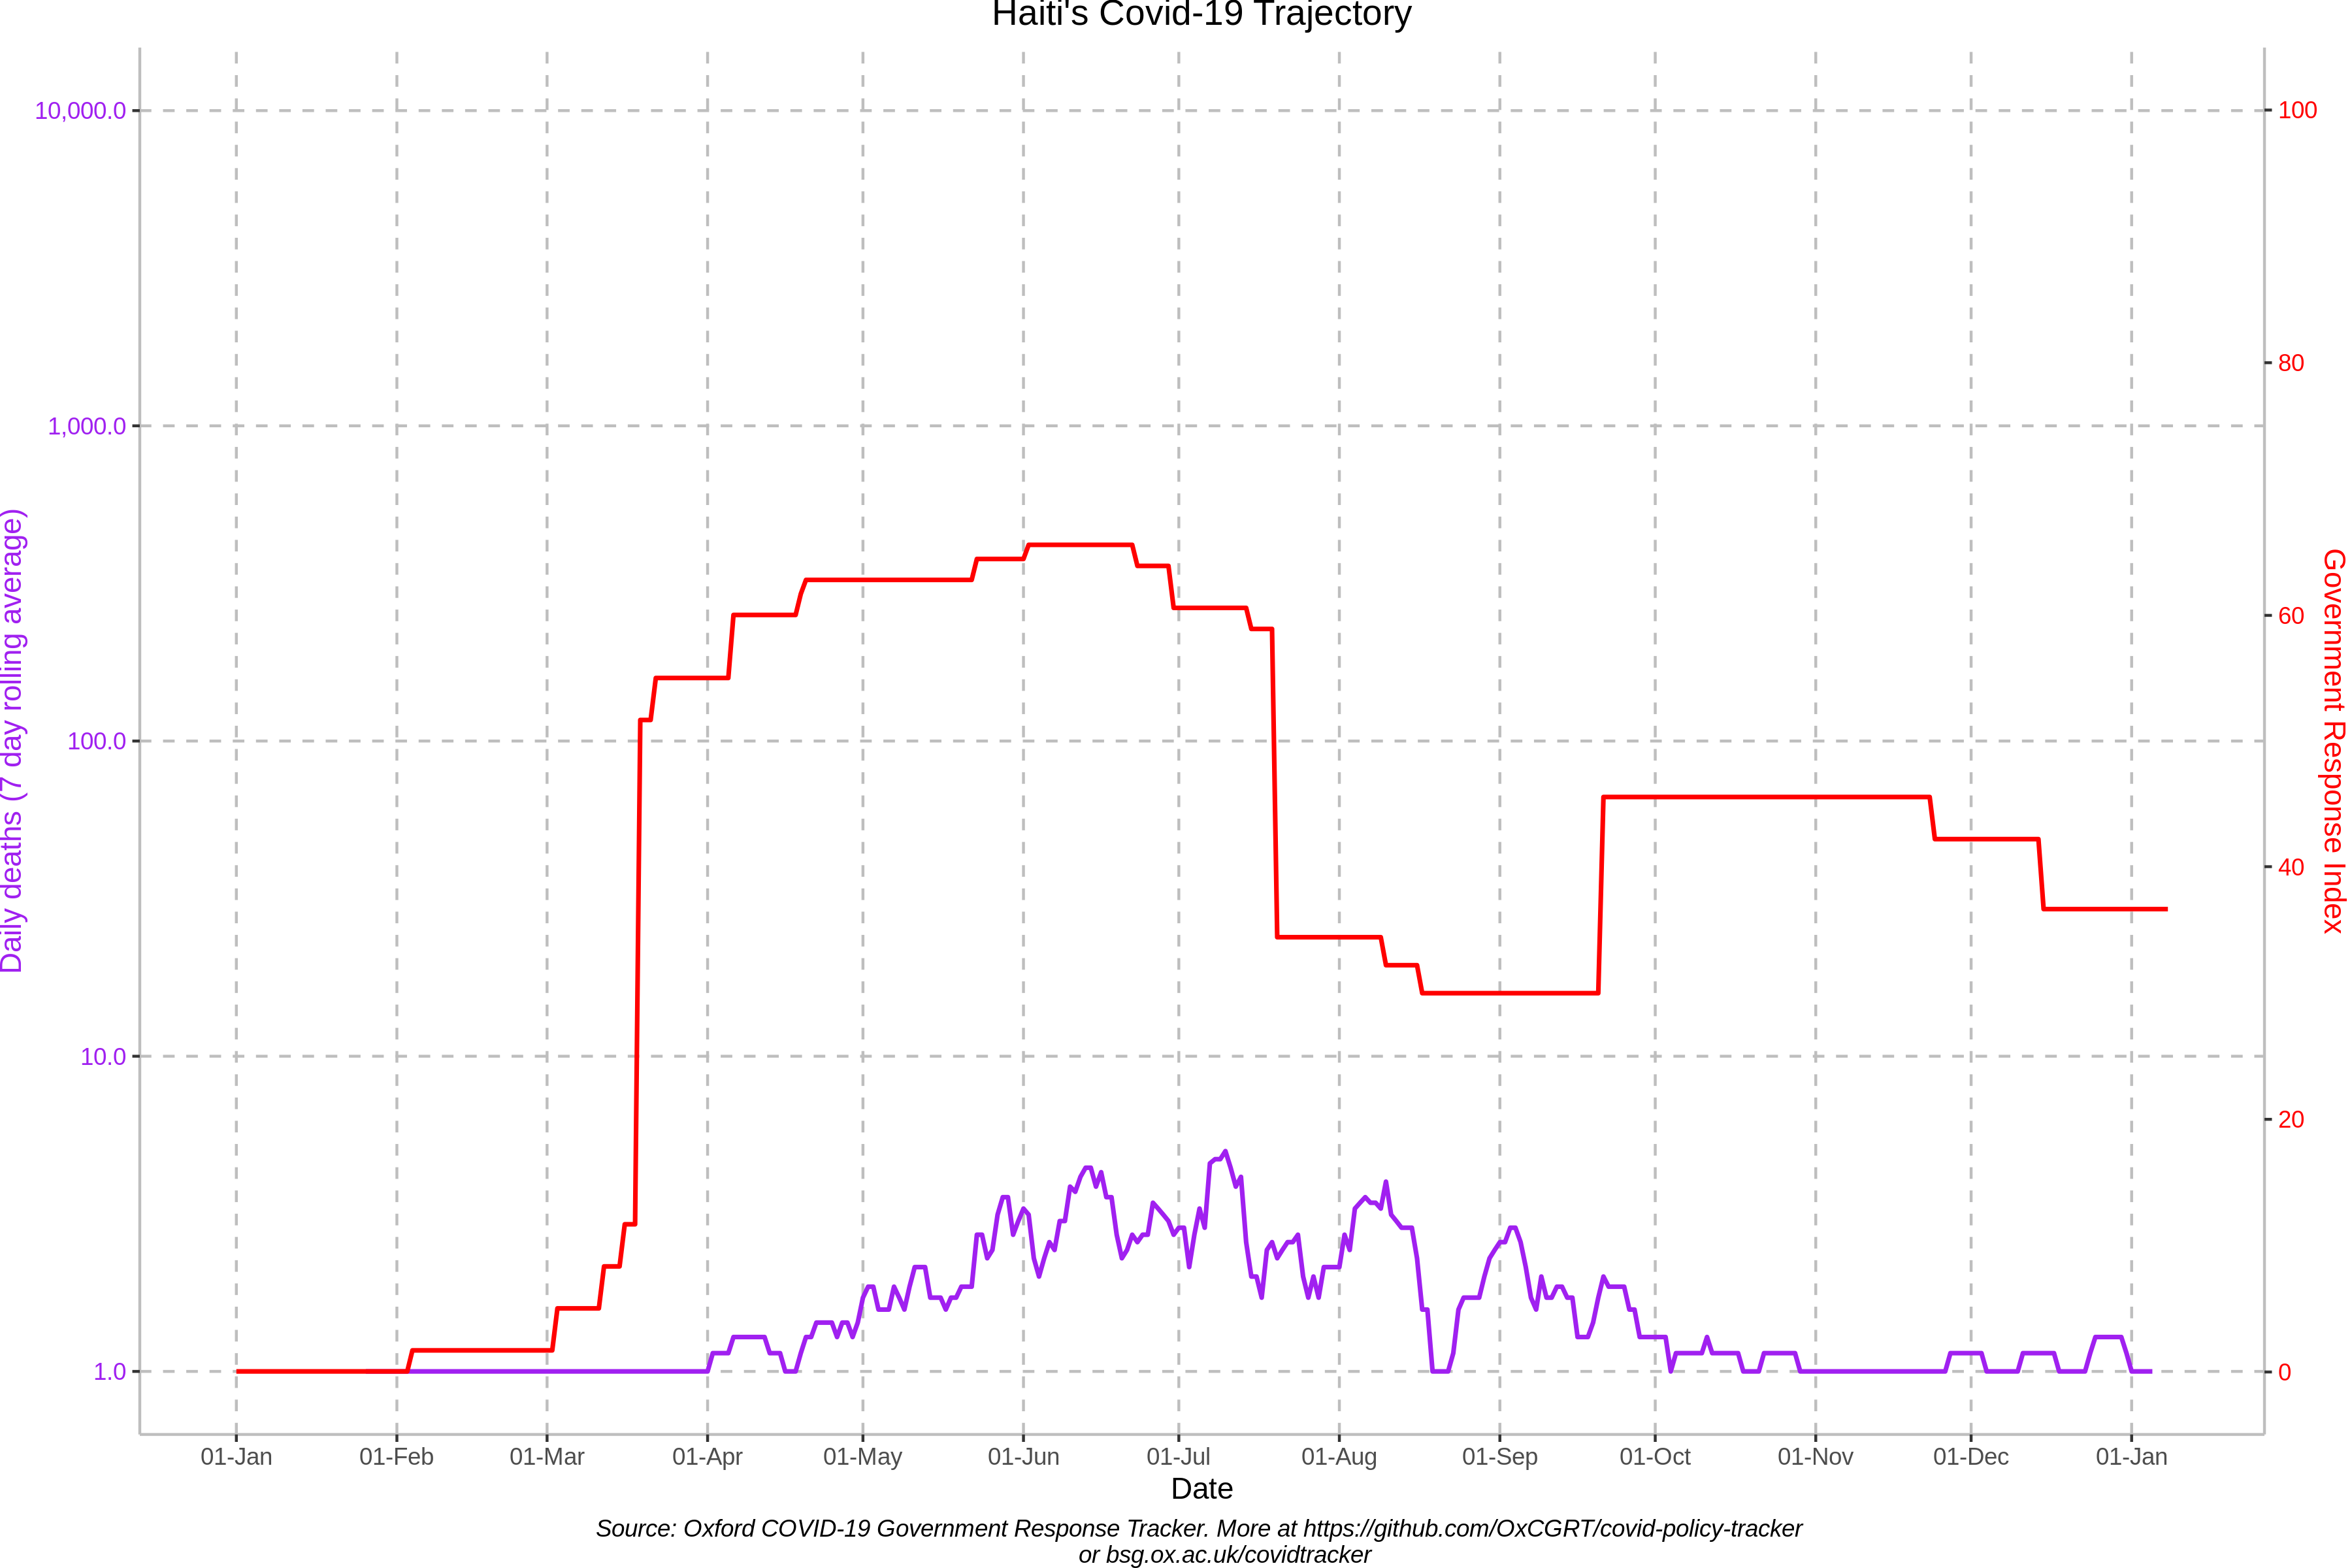 Haiti's Covid-19 Trajectory
10,000.0
1,000.0
100.0
10.0
1.0
Daily deaths (7 day rolling average)
100
80
60
40
20
0
Government Response Index
01-Jan
01-Feb
01-Mar
01-Apr
01-May
01-Jun
01-Jul
01-Aug
01-Sep
01-Oct
01-Nov
01-Dec
01-Jan
Date
Source: Oxford COVID-19 Government Response Tracker. More at https://github.com/OxCGRT/covid-policy-tracker
or bsg.ox.ac.uk/covidtracker